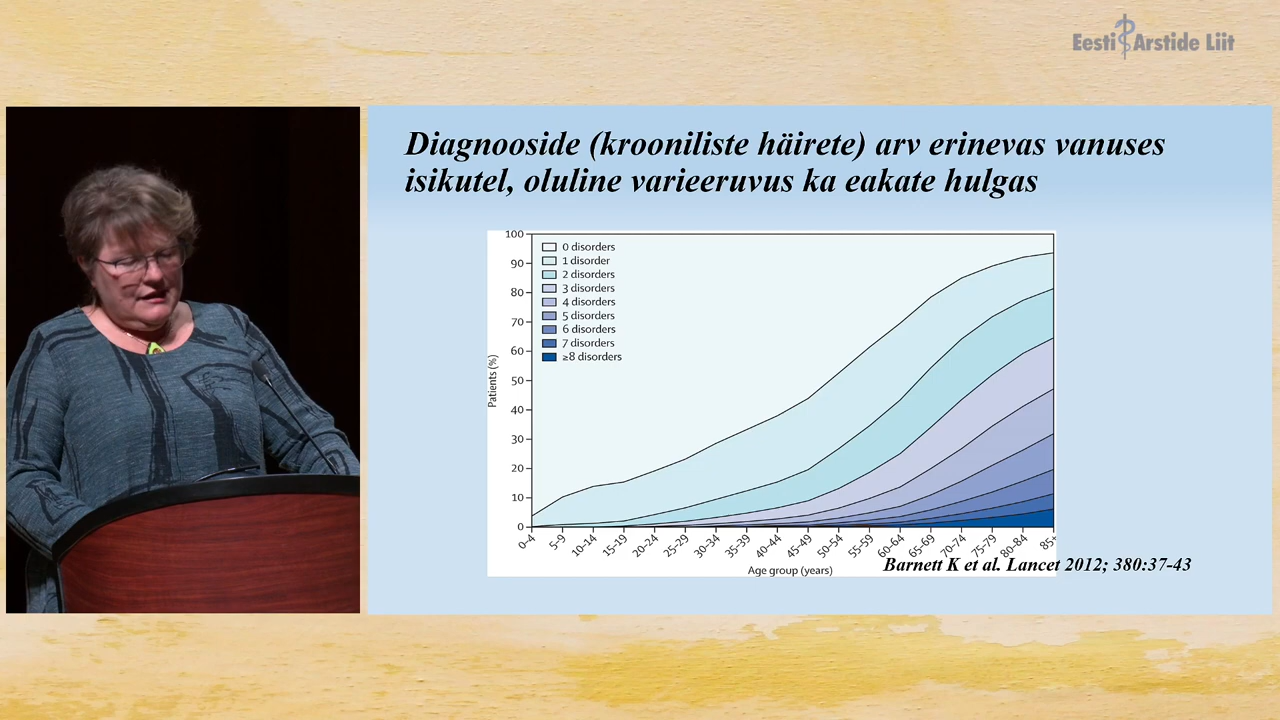 Eesti Arstide Liit
Diagnooside (krooniliste häirete) arv erinevas vanuses
isikutel, oluline varieeruvus ka eakate hulgas
100
90
80
70
60
50
40
30
20
10
0
Patients (%)
0 disorders
1 disorder
2 disorders
3 disorders
4 disorders
5 disorders
6 disorders
7 disorders
≥8 disorders
0-4
5-9
10-14
15-19
20-24
25-29
30-34
35-39
40-44
45-49
50-54
55-59
60-64
65-69
70-74
75-79
80-84
85+
Age group (years)
Barnett K et al. Lancet 2012; 380:37-43